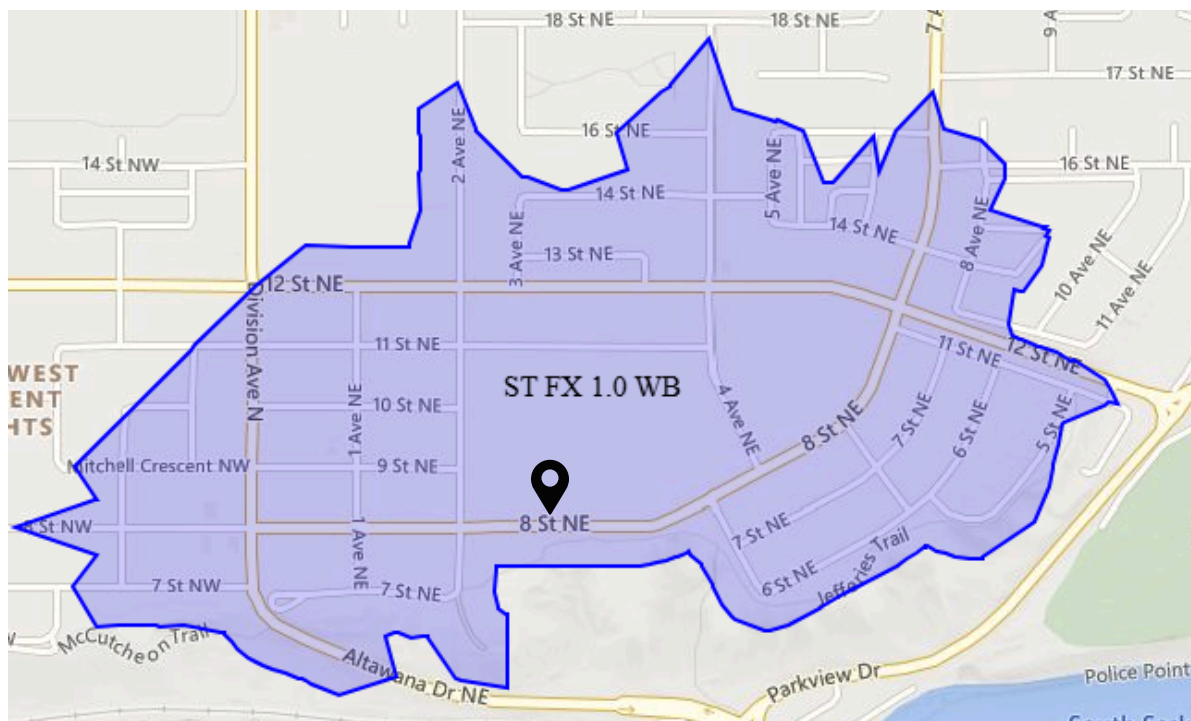 18 St NE
18 St NE
7 A
9 A
17 St NE
2 Ave NE
16 St NE
5 Ave NE
16 St NE
14 St NW
14 St NE
14 St NE
8 Ave NE
10 Ave NE
11 Ave NE
3 Ave NE
13 St NE
12 St NE
Division Ave N
11 St NE
11 St NE
12 St NE
WEST
ENT
HTS
ST FX 1.0 WB
10 St NE
1 Ave NE
4 Ave NE
7 St NE
6 St NE
5 St NE
8 St NE
Mitchell Crescent NW
9 St NE
St NW
8 St NE
1 Ave NE
7 St NE
7 St NW
7 St NE
6 St NE
Jefferies Trail
McCutcheon Trail
Altawana Dr NE
Parkview Dr
Police Point